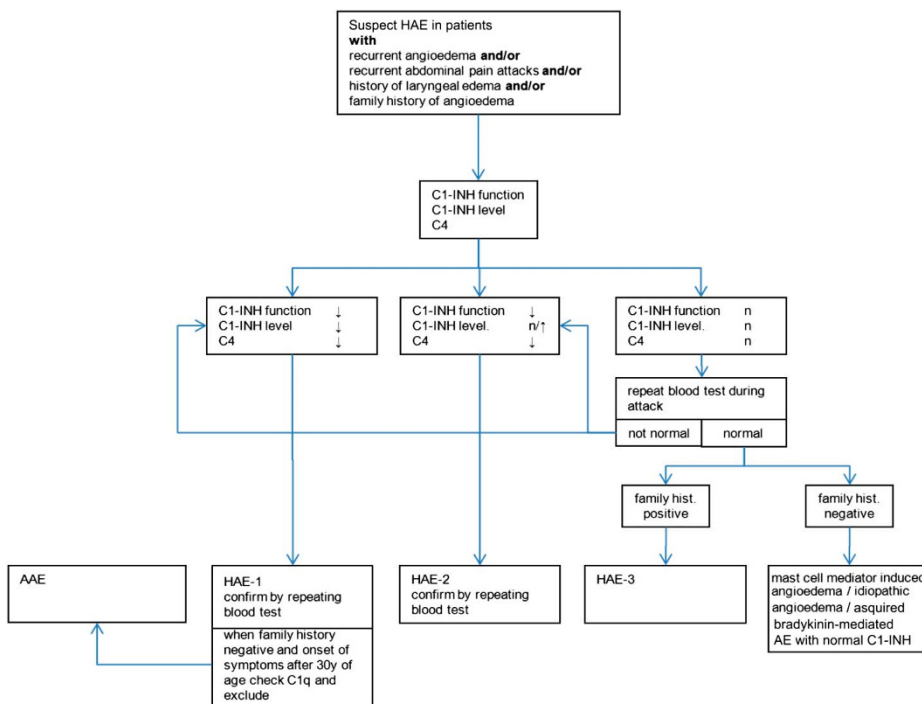 Suspect HAE in patients
with
recurrent angioedema and/or
recurrent abdominal pain attacks and/or
history of laryngeal edema and/or
family history of angioedema
C1-INH function
C1-INH level
C4
C1-INH function ↓
C1-INH level ↓
C4 ↓
C1-INH function ↓
C1-INH level. n/↑
C4 ↓
C1-INH function n
C1-INH level. n
C4 n
repeat blood test during
attack
not normal
normal
family hist.
positive
family hist.
negative
AAE
HAE-1
confirm by repeating
blood test
when family history
negative and onset of
symptoms after 30y of
age check C1q and
exclude
HAE-2
confirm by repeating
blood test
HAE-3
mast cell mediator induced
angioedema / idiopathic
angioedema / asquired
bradykinin-mediated
AE with normal C1-INH